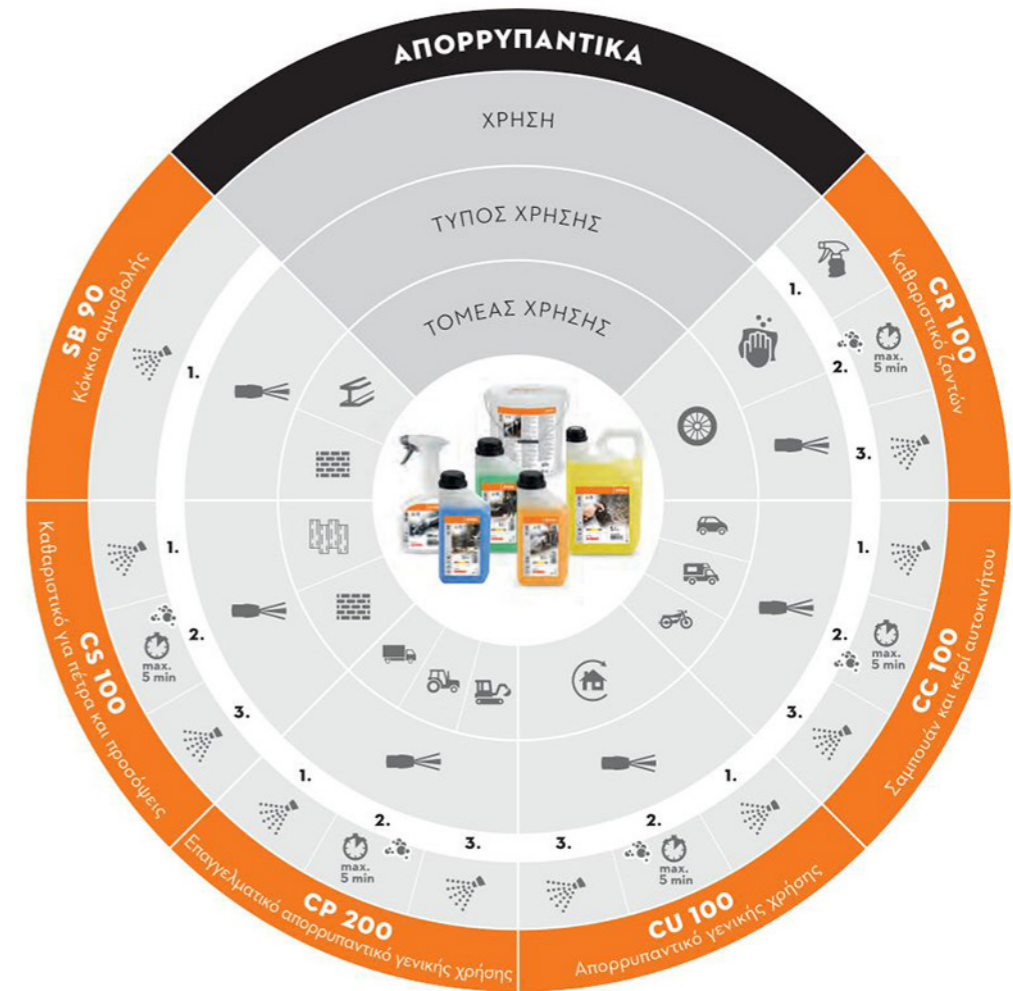 ΑΠΟΡΡΥΠΑΝΤΙΚΑ
ΧΡΗΣΗ
ΤΥΠΟΣ ΧΡΗΣΗΣ
ΤΟΜΕΑΣ ΧΡΗΣΗΣ
CR 100
Καθαριστικό ζαντών
1.
2.
max.
5 min
3.
CC 100
Σαμπουάν και κερί αυτοκινήτου
1.
2.
max.
5 min
3.
CU 100
Απορρυπαντικό γενικής χρήσης
1.
2.
max.
5 min
3.
CP 200
Επαγγελματικό απορρυπαντικό γενικής χρήσης
1.
2.
max.
5 min
3.
CS 100
Καθαριστικό για πέτρα και προσόψεις
1.
2.
max.
5 min
3.
SB 90
Κόκκοι αμμοβολής
1.